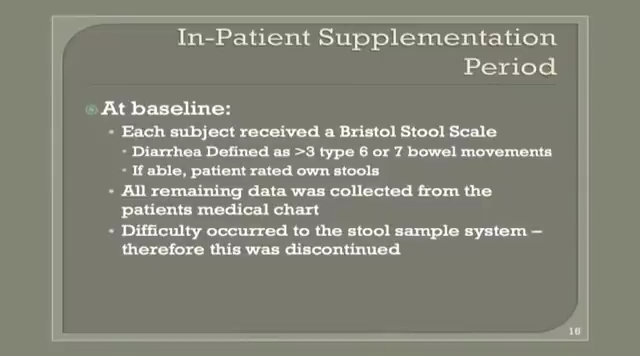 In-Patient Supplementation
Period
At baseline:
Each subject received a Bristol Stool Scale
Diarrhea Defined as >3 type 6 or 7 bowel movements
If able, patient rated own stools
All remaining data was collected from the
patients medical chart
Difficulty occurred to the stool sample system –
therefore this was discontinued
16